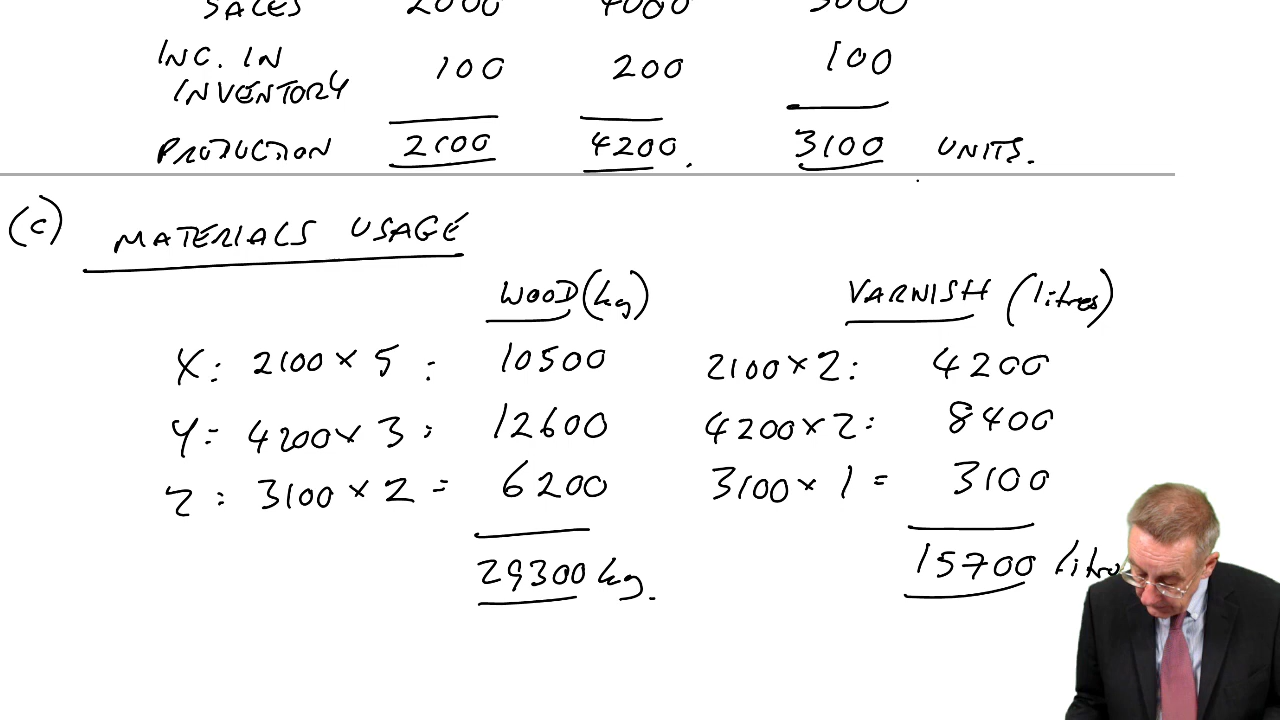 SALES 2000 4000 3000
INC. IN
INVENTORY 100 200 100
PRODUCTION 2100 4200. 3100 UNITS.
(c) MATERIALS USAGE
WOOD (kg) VARNISH (litres)
X: 2100 × 5 : 10500 2100 × 2: 4200
Y: 4200 × 3 : 12600 4200 × 2: 8400
Z: 3100 × 2 = 6200 3100 × 1 = 3100
29300 kg. 15700 litre